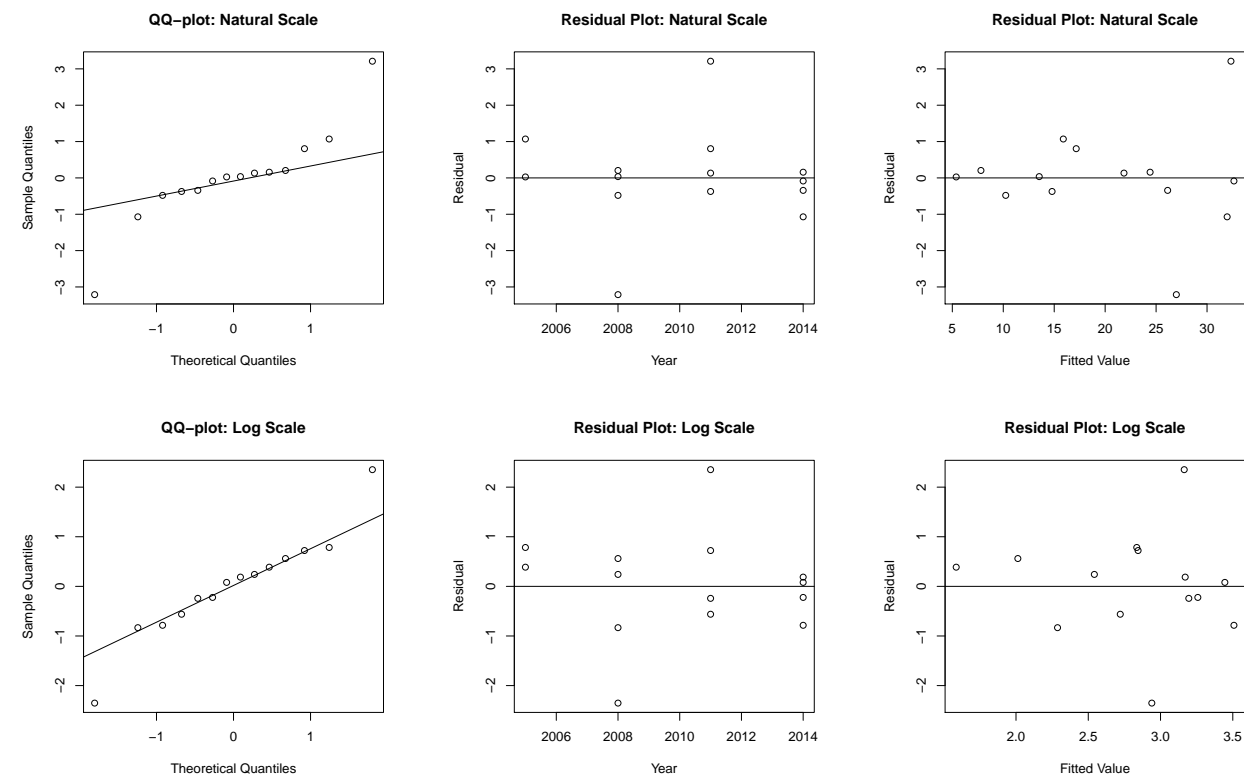 QQ−plot: Natural Scale
Sample Quantiles
3
2
1
0
−1
−2
−3
−1 0 1
Theoretical Quantiles
Residual Plot: Natural Scale
Residual
3
2
1
0
−1
−2
−3
2006 2008 2010 2012 2014
Year
Residual Plot: Natural Scale
Residual
3
2
1
0
−1
−2
−3
5 10 15 20 25 30
Fitted Value
QQ−plot: Log Scale
Sample Quantiles
2
1
0
−1
−2
−1 0 1
Theoretical Quantiles
Residual Plot: Log Scale
Residual
2
1
0
−1
−2
2006 2008 2010 2012 2014
Year
Residual Plot: Log Scale
Residual
2
1
0
−1
−2
2.0 2.5 3.0 3.5
Fitted Value